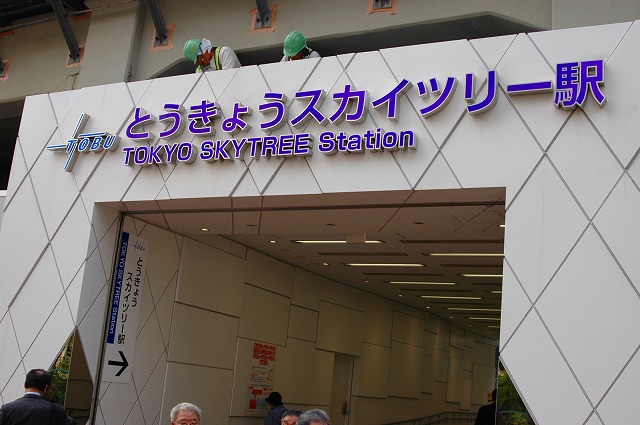 TOBU
とうきょうスカイツリー駅
TOKYO SKYTREE Station
とうきょう
スカイツリー駅
TOKYO SKYTREE Station